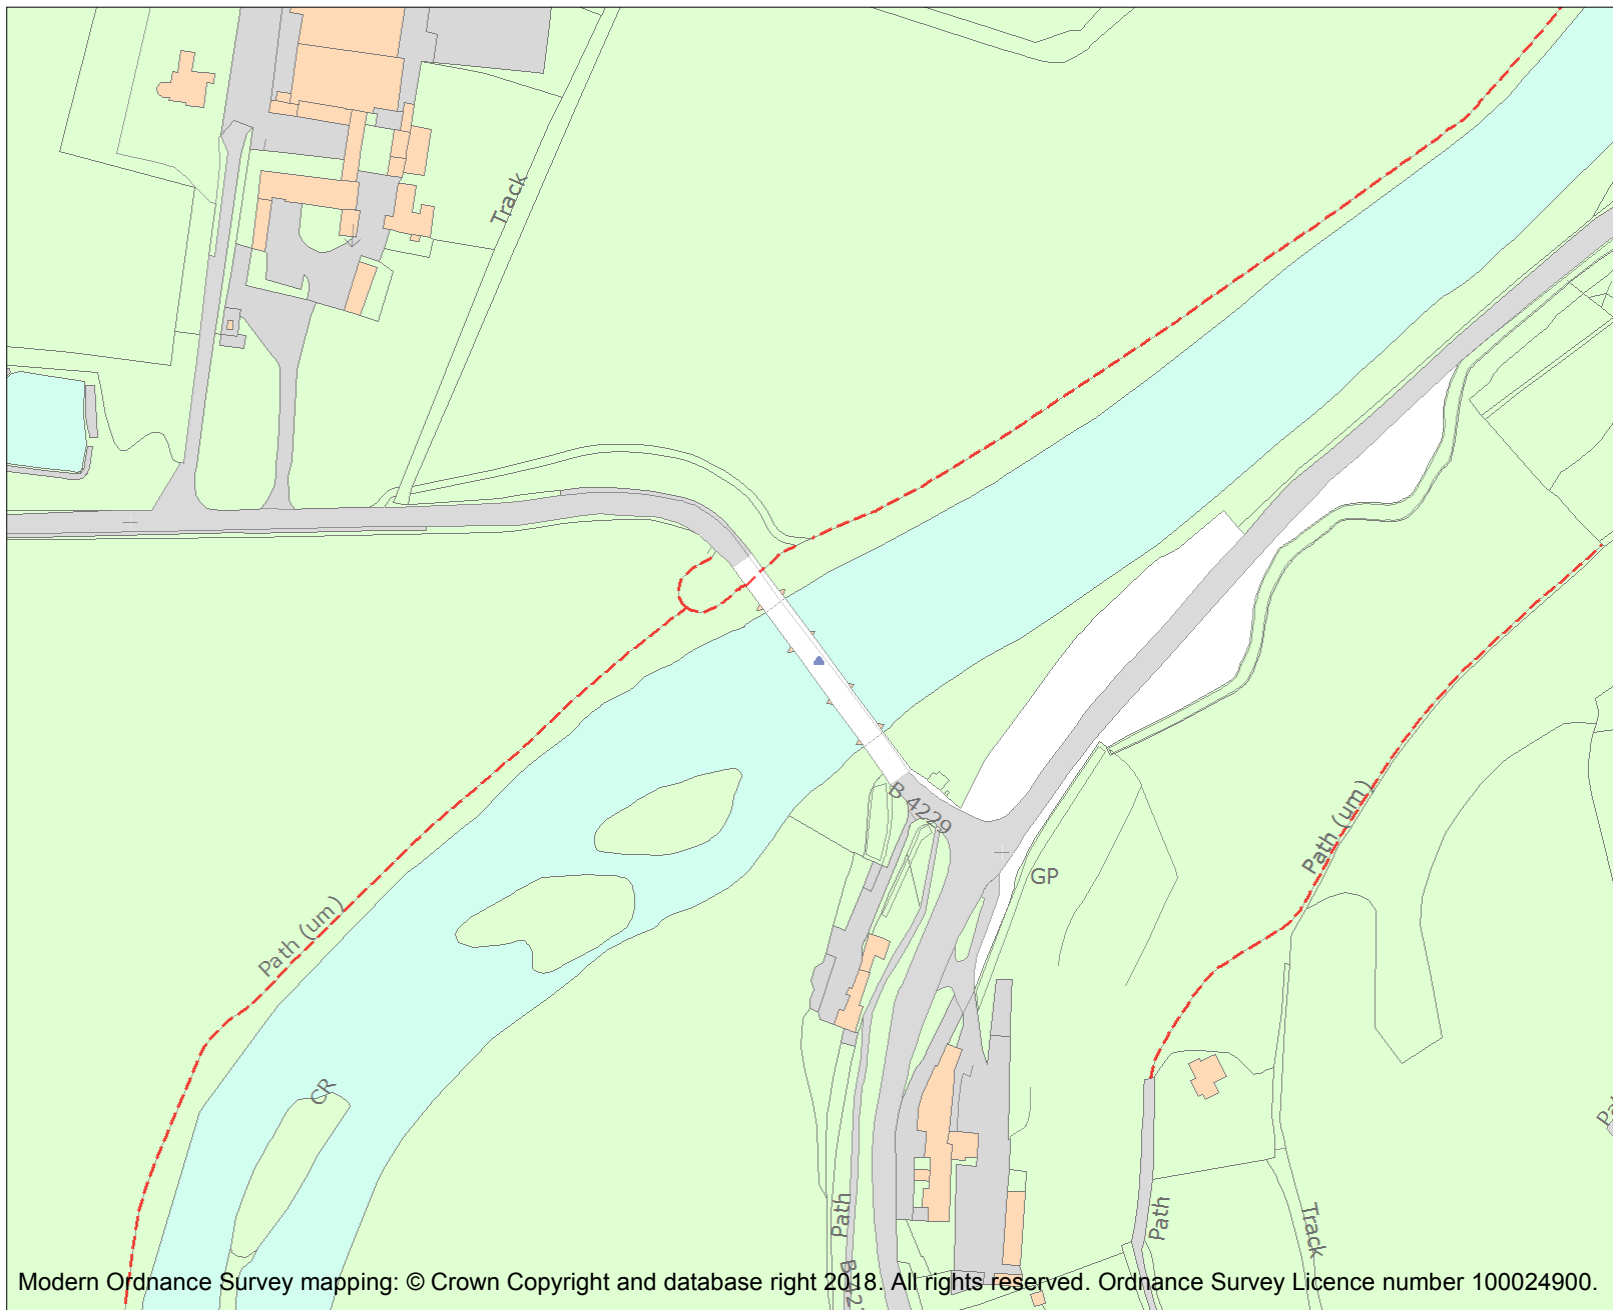 Track
B 4229
GP
Path (um)
Path (um)
CR
Path
Path
Track
Modern Ordnance Survey mapping: © Crown Copyright and database right 2018. All rights reserved. Ordnance Survey Licence number 100024900.